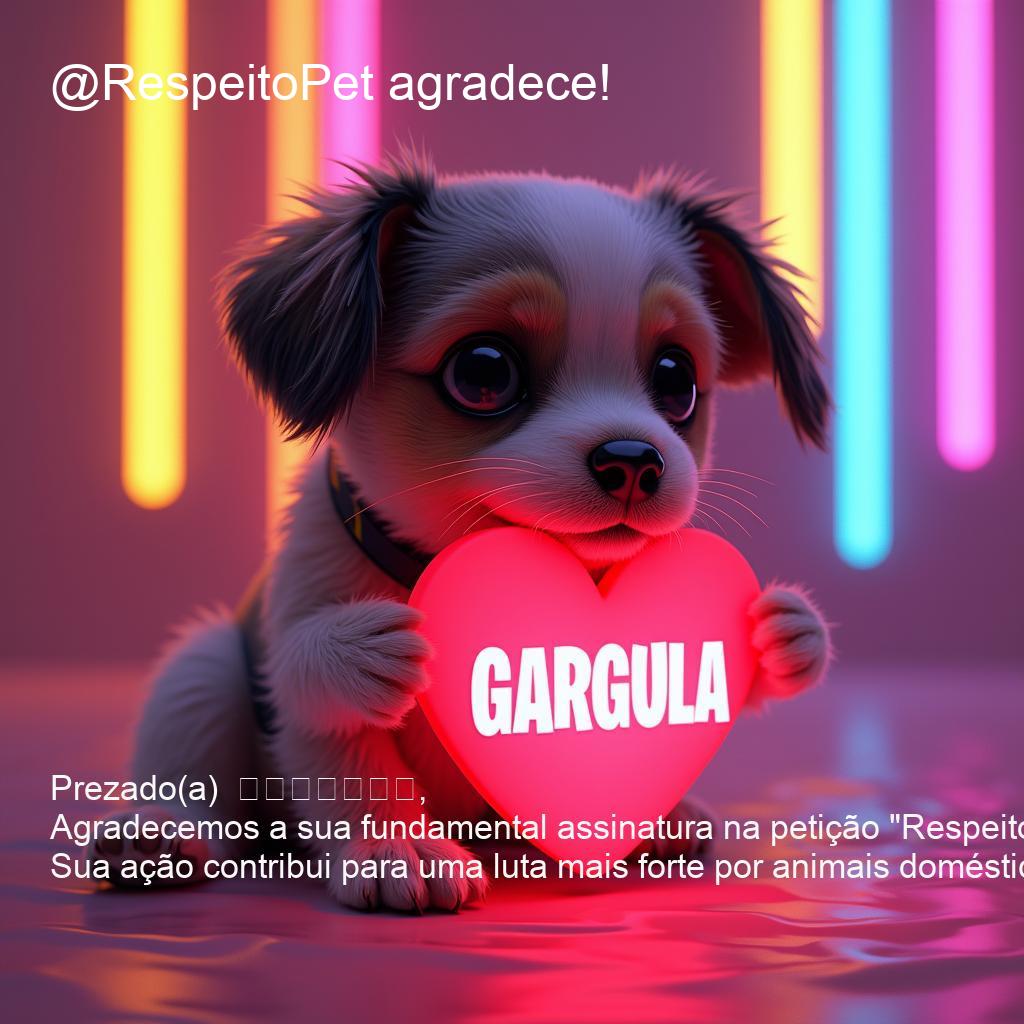 @RespeitoPet agradece!
GARGULA
Prezado(a) □□□□□□□,
Agradecemos a sua fundamental assinatura na petição "Respeito
Sua ação contribui para uma luta mais forte por animais doméstic